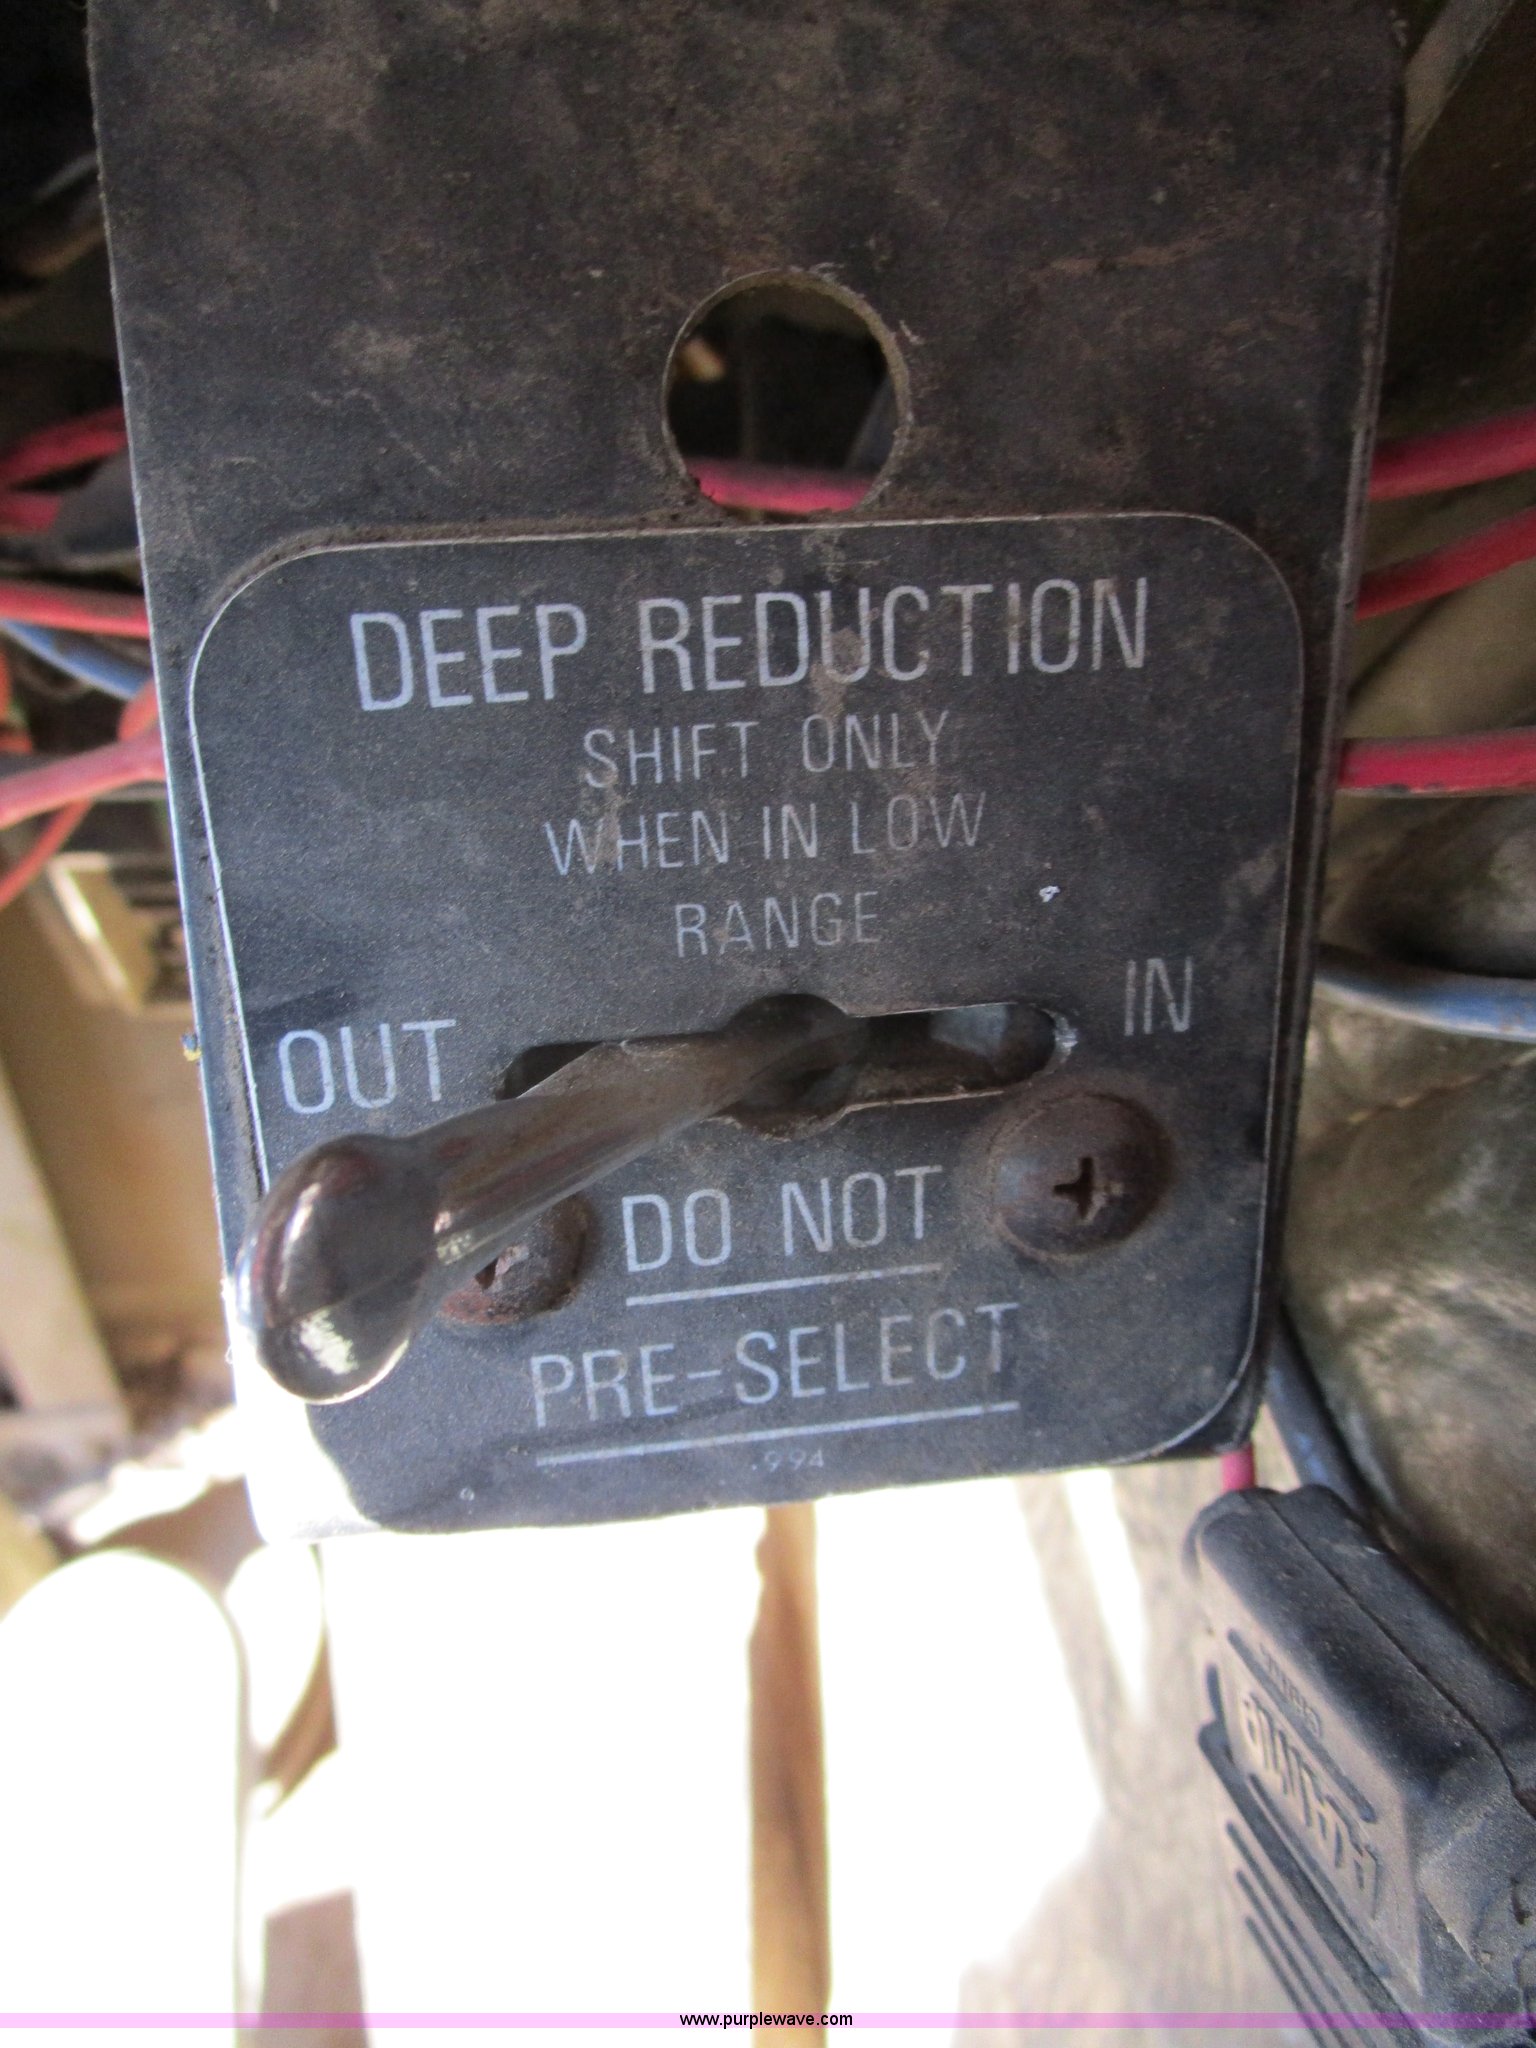 DEEP REDUCTION
SHIFT ONLY
WHEN IN LOW
RANGE
OUT IN
DO NOT
PRE-SELECT
.994
www.purplewave.com